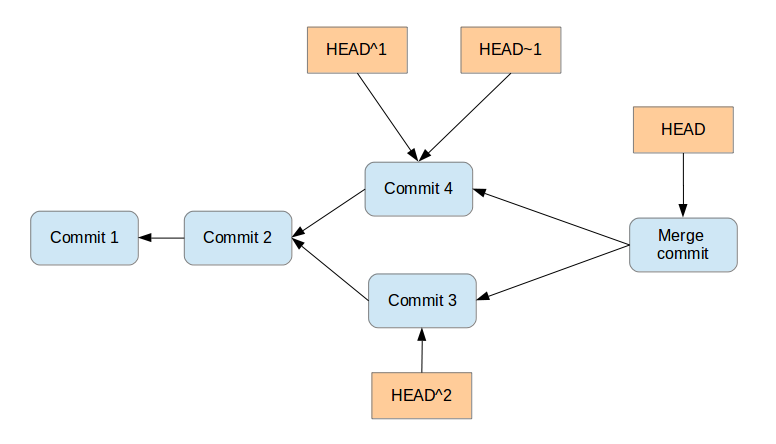 HEAD^1
HEAD~1
HEAD
Commit 4
Commit 1
Commit 2
Merge
commit
Commit 3
HEAD^2